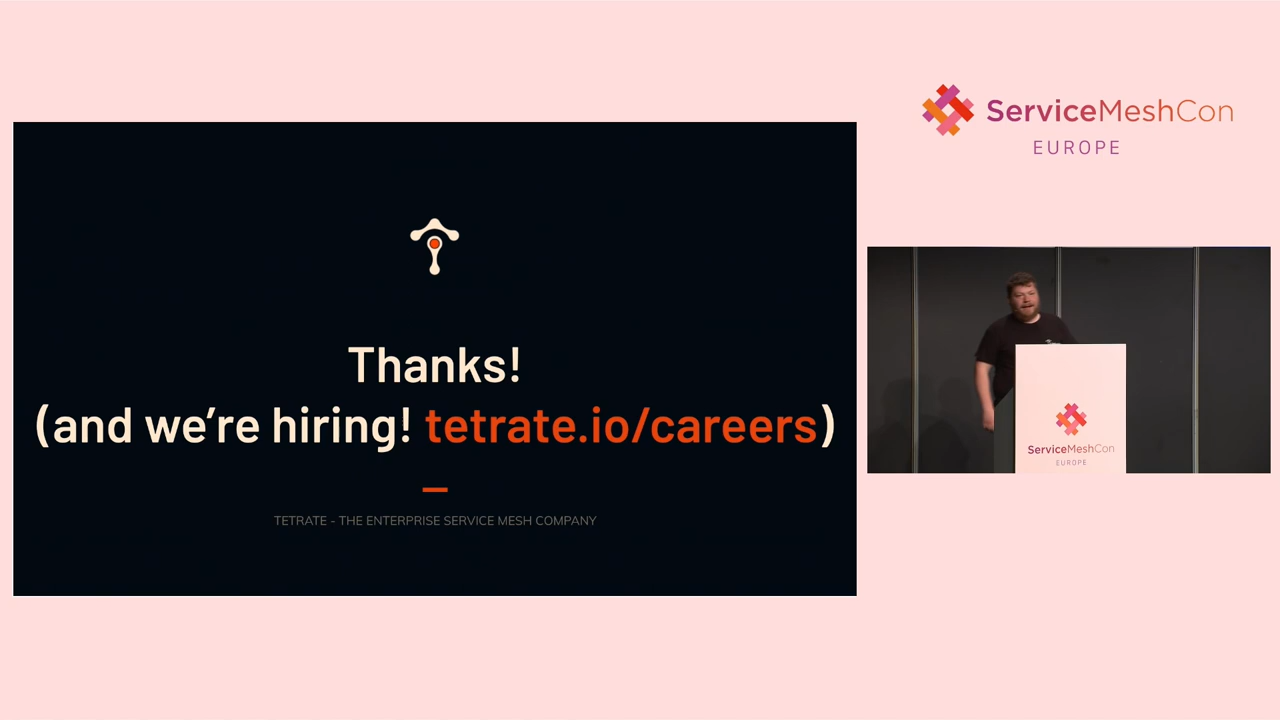 Thanks!
(and we're hiring! tetrate.io/careers)
TETRATE - THE ENTERPRISE SERVICE MESH COMPANY
ServiceMeshCon
EUROPE
ServiceMeshCon
EUROPE